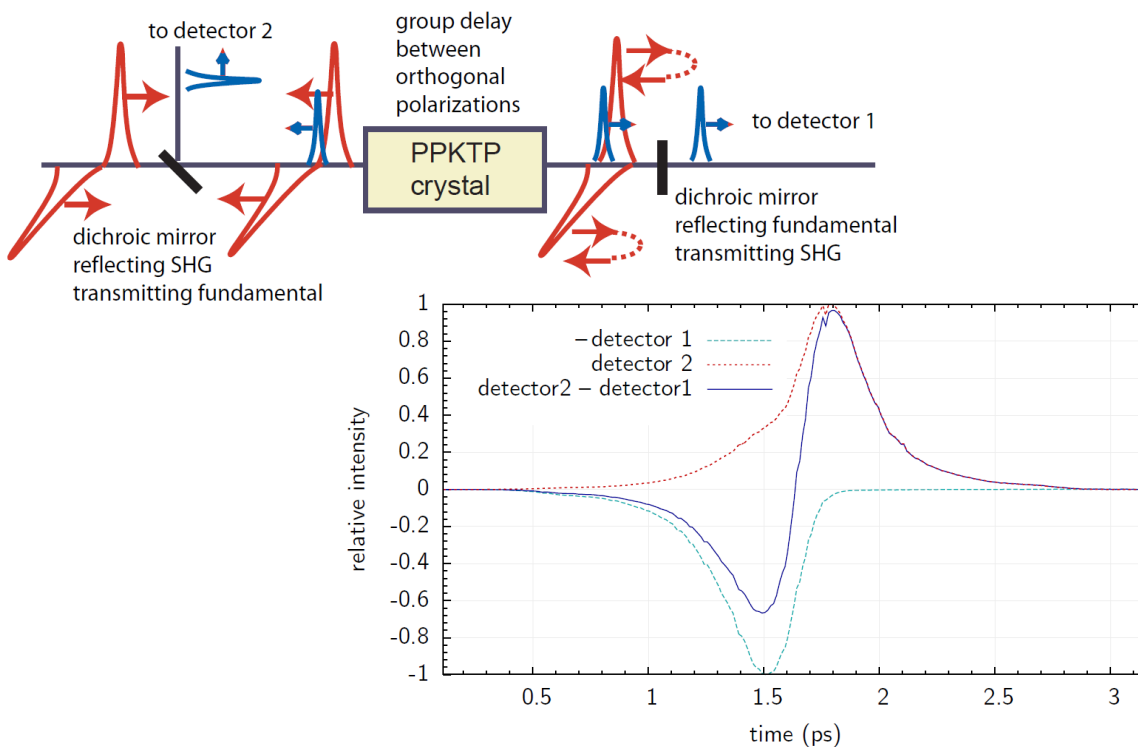 to detector 2
group delay
between
orthogonal
polarizations
to detector 1
PPKTP
crystal
dichroic mirror
reflecting SHG
transmitting fundamental
dichroic mirror
reflecting fundamental
transmitting SHG
−detector 1
detector 2
detector2 − detector1
relative intensity
1
0.8
0.6
0.4
0.2
0
-0.2
-0.4
-0.6
-0.8
-1
0.5
1
1.5
2
2.5
3
time (ps)